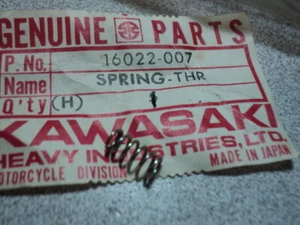 GENUINE PARTS
P.No. 16022-007
Name SPRING-THR
Q'ty (H) 1
KAWASAKI
HEAVY INDUSTRIES, LTD.
MOTORCYCLE DIVISION MADE IN JAPAN